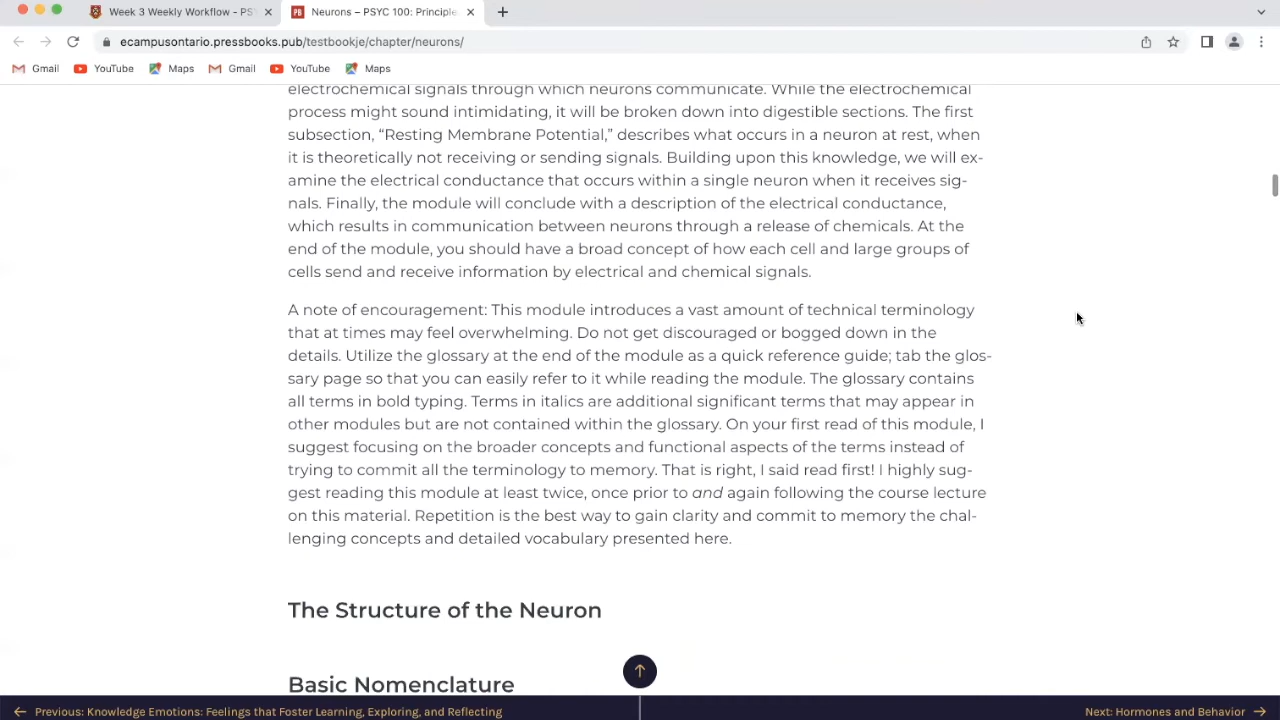 Week 3 Weekly Workflow - PS
Neurons – PSYC 100: Principle
ecampusontario.pressbooks.pub/testbookje/chapter/neurons/
Gmail YouTube Maps Gmail YouTube Maps
electrochemical signals through which neurons communicate. While the electrochemical
process might sound intimidating, it will be broken down into digestible sections. The first
subsection, “Resting Membrane Potential,” describes what occurs in a neuron at rest, when
it is theoretically not receiving or sending signals. Building upon this knowledge, we will ex-
amine the electrical conductance that occurs within a single neuron when it receives sig-
nals. Finally, the module will conclude with a description of the electrical conductance,
which results in communication between neurons through a release of chemicals. At the
end of the module, you should have a broad concept of how each cell and large groups of
cells send and receive information by electrical and chemical signals.
A note of encouragement: This module introduces a vast amount of technical terminology
that at times may feel overwhelming. Do not get discouraged or bogged down in the
details. Utilize the glossary at the end of the module as a quick reference guide; tab the glos-
sary page so that you can easily refer to it while reading the module. The glossary contains
all terms in bold typing. Terms in italics are additional significant terms that may appear in
other modules but are not contained within the glossary. On your first read of this module, I
suggest focusing on the broader concepts and functional aspects of the terms instead of
trying to commit all the terminology to memory. That is right, I said read first! I highly sug-
gest reading this module at least twice, once prior to and again following the course lecture
on this material. Repetition is the best way to gain clarity and commit to memory the chal-
lenging concepts and detailed vocabulary presented here.
The Structure of the Neuron
Basic Nomenclature
Previous: Knowledge Emotions: Feelings that Foster Learning, Exploring, and Reflecting
Next: Hormones and Behavior